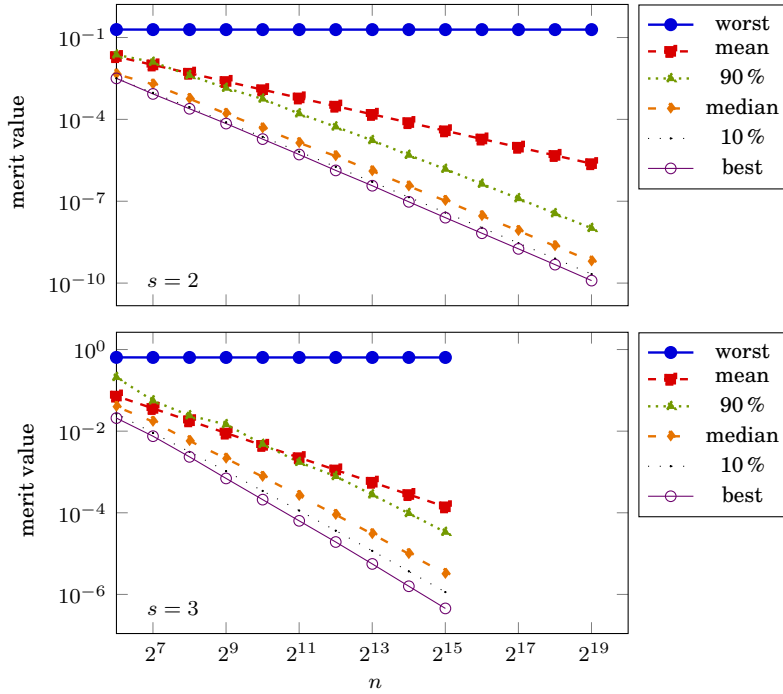 10^{-1}
10^{-4}
10^{-7}
10^{-10}
merit value
s = 2
worst
mean
90 %
median
10 %
best
10^{0}
10^{-2}
10^{-4}
10^{-6}
merit value
s = 3
worst
mean
90 %
median
10 %
best
2^{7} 2^{9} 2^{11} 2^{13} 2^{15} 2^{17} 2^{19}
n